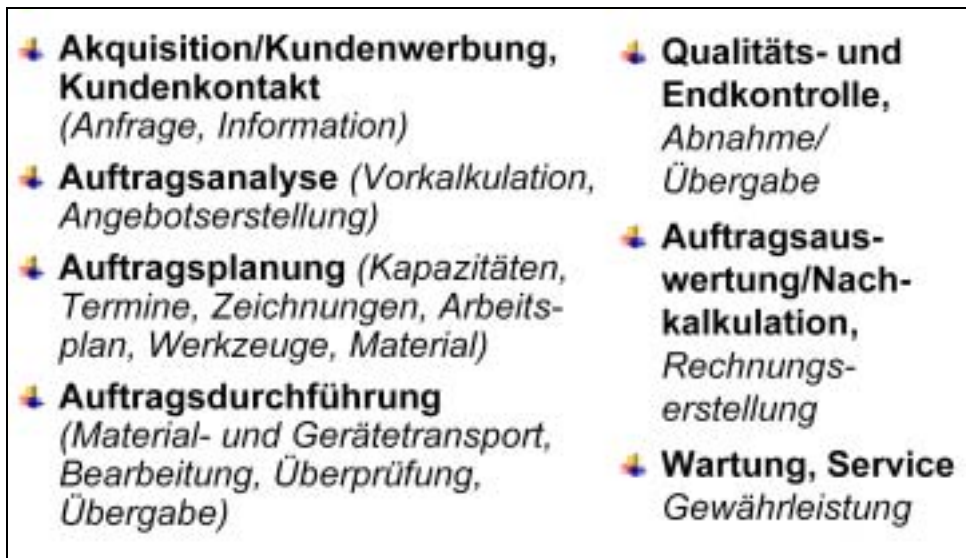 Akquisition/Kundenwerbung,
Kundenkontakt
(Anfrage, Information)
Auftragsanalyse (Vorkalkulation,
Angebotserstellung)
Auftragsplanung (Kapazitäten,
Termine, Zeichnungen, Arbeits-
plan, Werkzeuge, Material)
Auftragsdurchführung
(Material- und Gerätetransport,
Bearbeitung, Überprüfung,
Übergabe)
Qualitäts- und
Endkontrolle,
Abnahme/
Übergabe
Auftragsaus-
wertung/Nach-
kalkulation,
Rechnungs-
erstellung
Wartung, Service
Gewährleistung